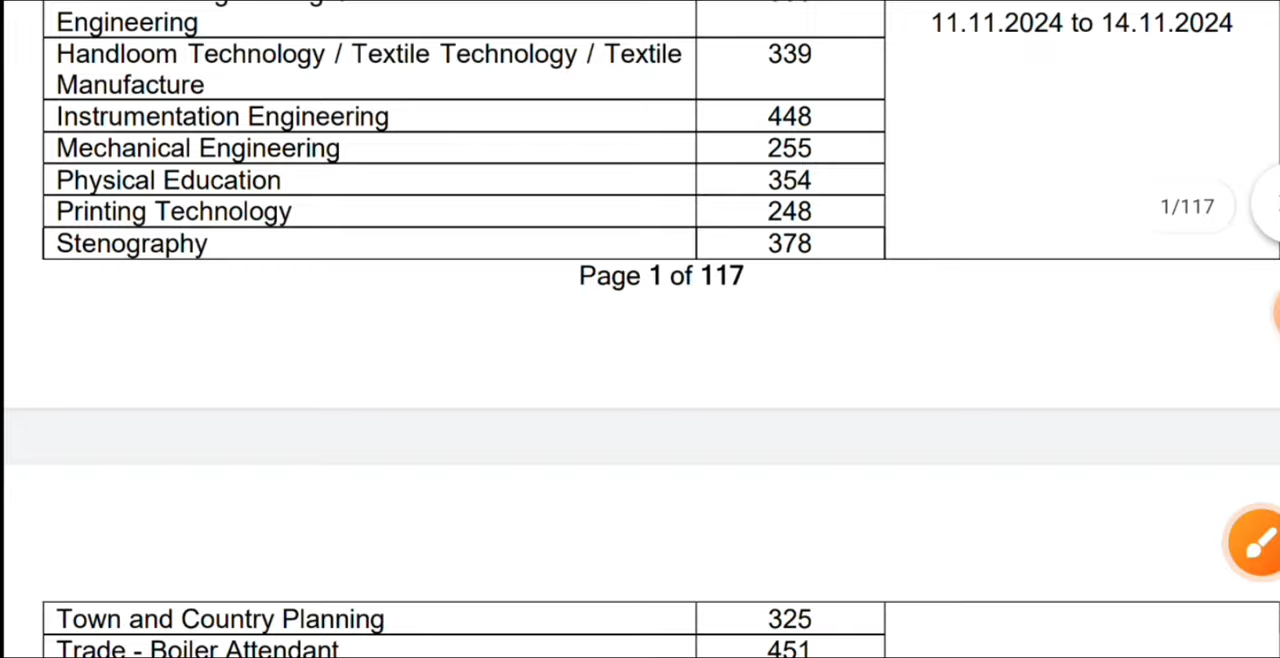 Engineering
11.11.2024 to 14.11.2024
Handloom Technology / Textile Technology / Textile 339
Manufacture
Instrumentation Engineering 448
Mechanical Engineering 255
Physical Education 354
Printing Technology 248
Stenography 378
1/117
Page 1 of 117
Town and Country Planning 325
Trade - Boiler Attendant 451